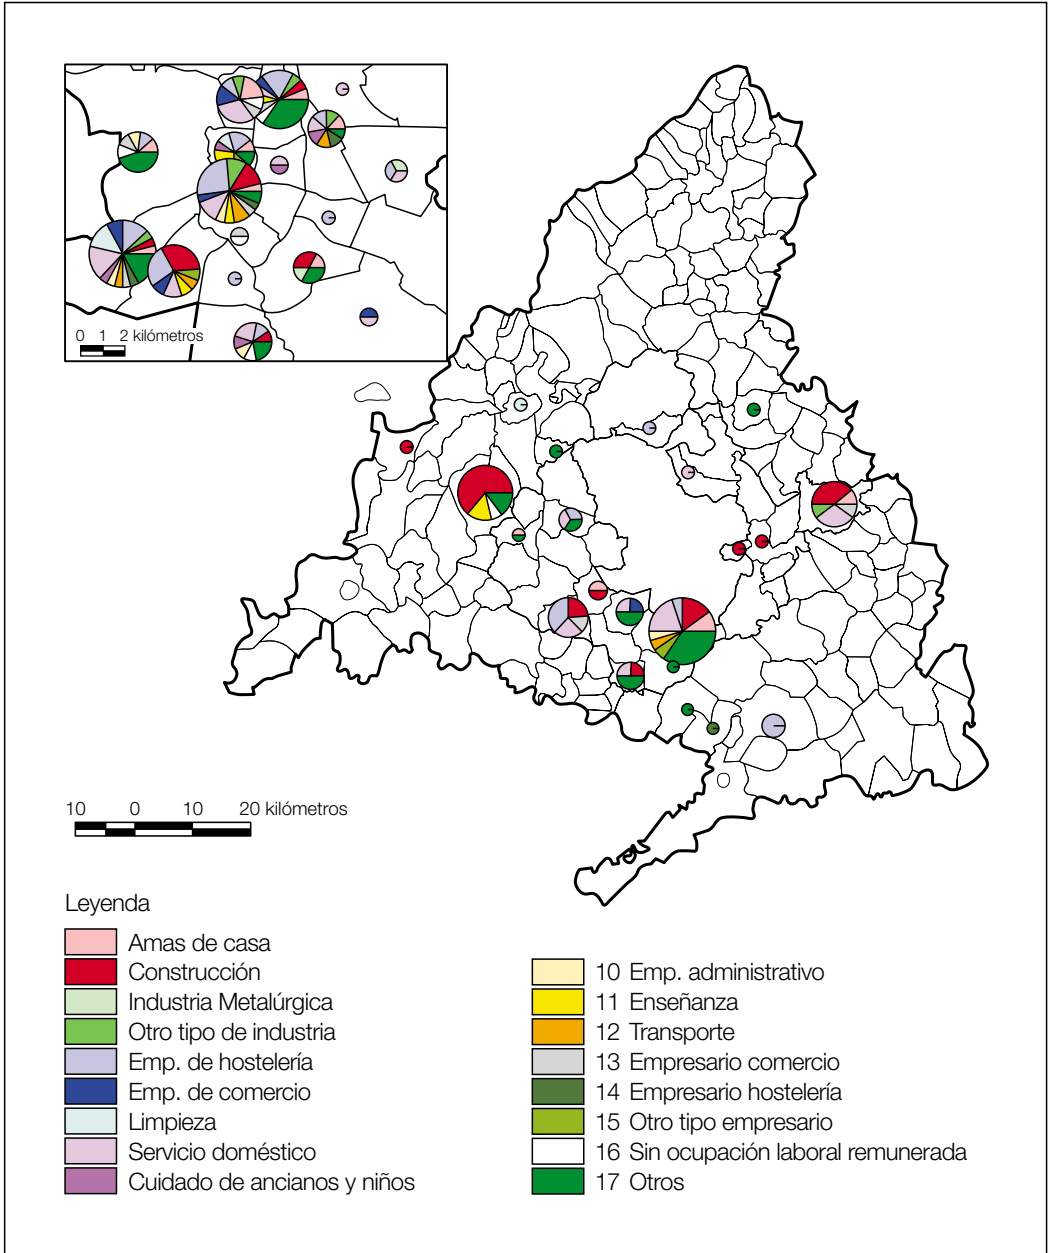 0 1 2 kilómetros
10 0 10 20 kilómetros
Leyenda
Amas de casa
Construcción
Industria Metalúrgica
Otro tipo de industria
Emp. de hostelería
Emp. de comercio
Limpieza
Servicio doméstico
Cuidado de ancianos y niños
10 Emp. administrativo
11 Enseñanza
12 Transporte
13 Empresario comercio
14 Empresario hostelería
15 Otro tipo empresario
16 Sin ocupación laboral remunerada
17 Otros